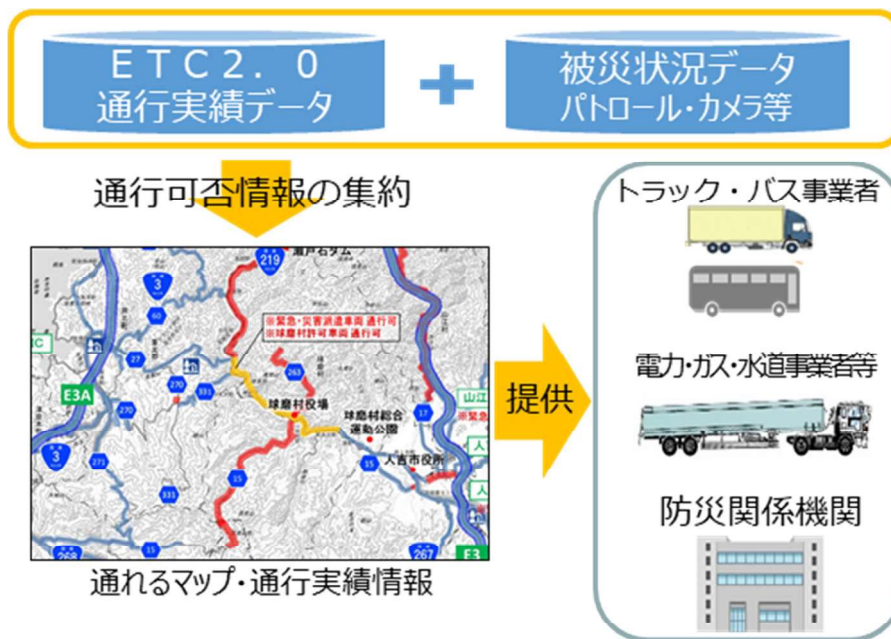 ＥＴＣ２．０
通行実績データ
被災状況データ
パトロール・カメラ等
通行可否情報の集約
瀬戸石ダム
219
3
60
※緊急・災害派遣車両 通行可
※球磨村許可車両 通行可
IC
27
263
270
331
E3A
球磨村役場
球磨村総合
運動公園
山江
17
270
3
271
15
15
人吉市役所
人
331
人
15
268
267
E3
通れるマップ・通行実績情報
提供
トラック・バス事業者
電力・ガス・水道事業者等
防災関係機関